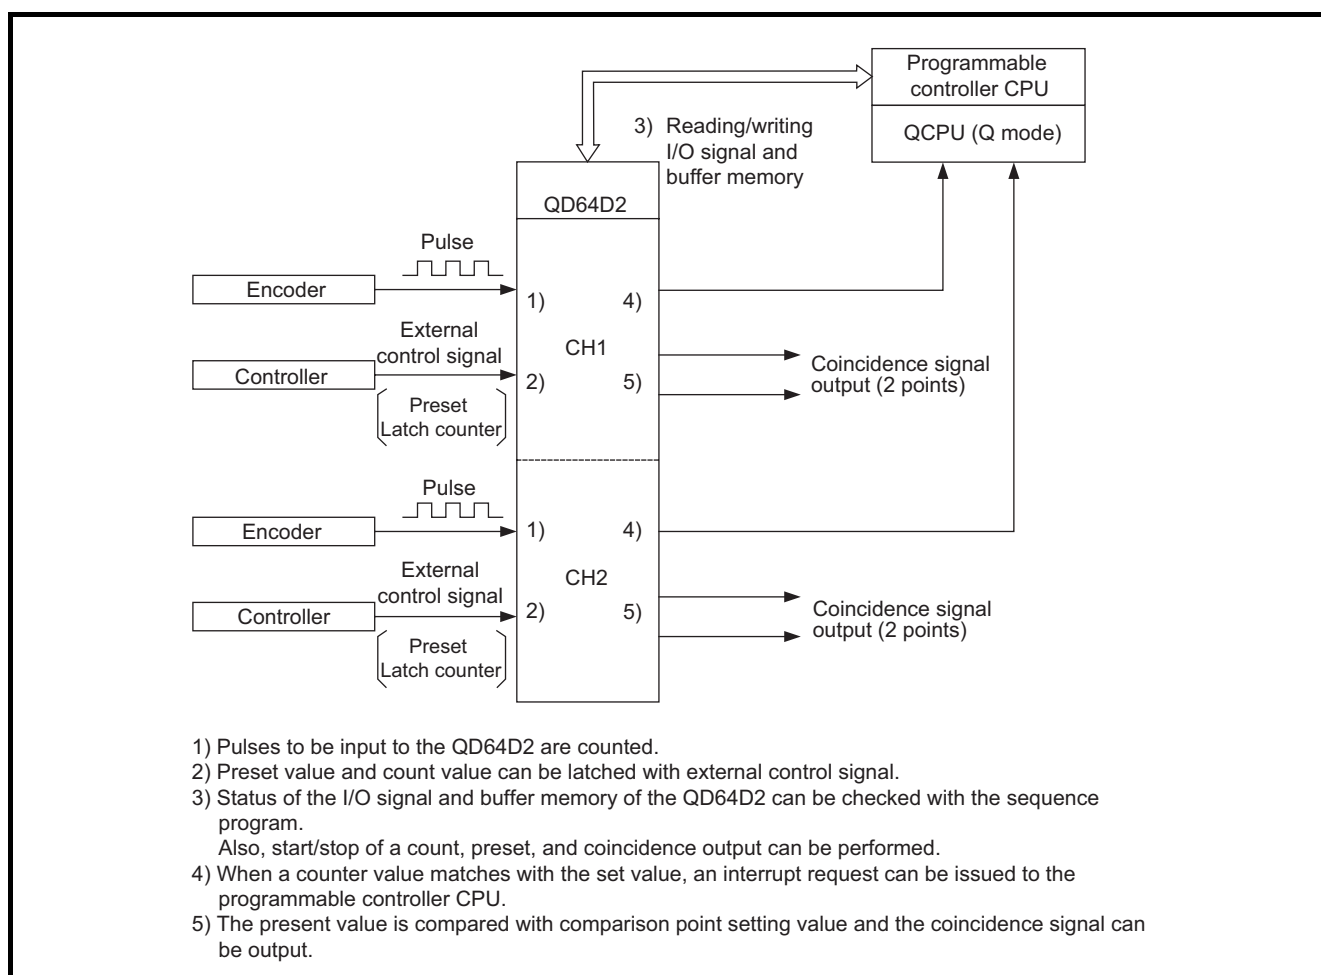 Programmable
controller CPU
QCPU (Q mode)
3) Reading/writing
I/O signal and
buffer memory
QD64D2
Pulse
Encoder
1)
4)
External
control signal
CH1
Controller
2)
5)
Coincidence signal
output (2 points)
Preset
Latch counter
Pulse
Encoder
1)
4)
External
control signal
CH2
Controller
2)
5)
Coincidence signal
output (2 points)
Preset
Latch counter
1) Pulses to be input to the QD64D2 are counted.
2) Preset value and count value can be latched with external control signal.
3) Status of the I/O signal and buffer memory of the QD64D2 can be checked with the sequence
program.
Also, start/stop of a count, preset, and coincidence output can be performed.
4) When a counter value matches with the set value, an interrupt request can be issued to the
programmable controller CPU.
5) The present value is compared with comparison point setting value and the coincidence signal can
be output.